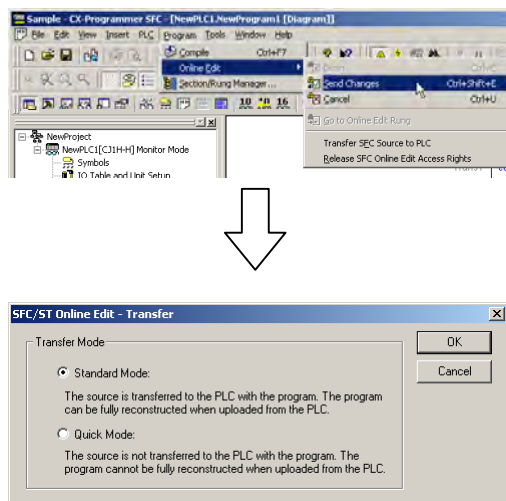 Sample - CX-Programmer SFC - [NewPLC1.NewProgram1 [Diagram]]
File Edit View Insert PLC Program Tools Window Help
Compile Ctrl+F7
Online Edit
Section/Rung Manager...
10 16
Begin
Send Changes Ctrl+Shift+E
Cancel Ctrl+U
Go to Online Edit Rung
Transfer SFC Source to PLC
Release SFC Online Edit Access Rights
NewProject
NewPLC1[CJ1H-H] Monitor Mode
Symbols
IO Table and Unit Setup
SFC/ST Online Edit - Transfer
Transfer Mode
OK
Cancel
Standard Mode:
The source is transferred to the PLC with the program. The program
can be fully reconstructed when uploaded from the PLC.
Quick Mode:
The source is not transferred to the PLC with the program. The
program cannot be fully reconstructed when uploaded from the PLC.